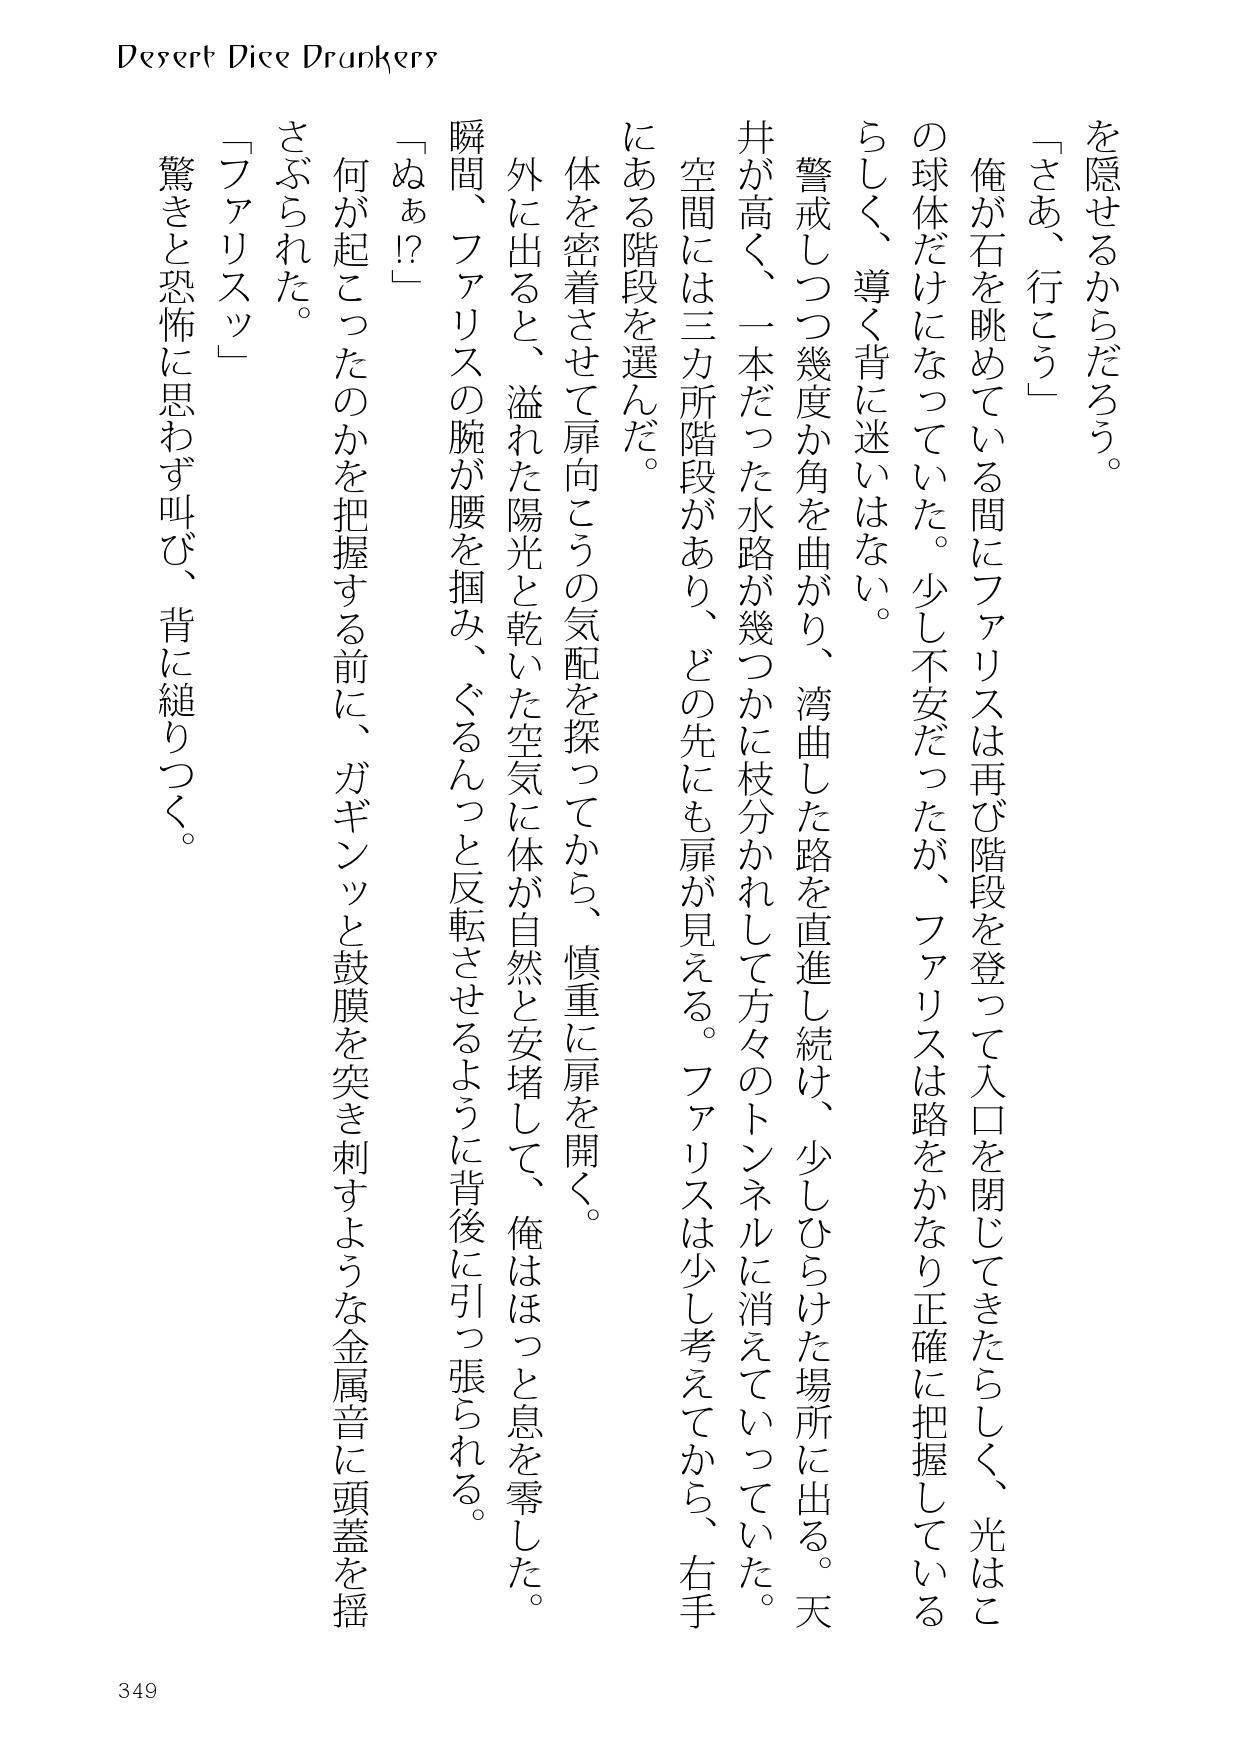 Desert Dice Drunkers
を隠せるからだろう。
「さあ、行こう」
俺が石を眺めている間にファリスは再び階段を登って入口を閉じてきたらしく、光はこ
の球体だけになっていた。少し不安だったが、ファリスは路をかなり正確に把握している
らしく、導く背に迷いはない。
警戒しつつ幾度か角を曲がり、湾曲した路を直進し続け、少しひらけた場所に出る。天
井が高く、一本だった水路が幾つかに枝分かれして方々のトンネルに消えていっていた。
空間には三カ所階段があり、どの先にも扉が見える。ファリスは少し考えてから、右手
にある階段を選んだ。
体を密着させて扉向こうの気配を探ってから、慎重に扉を開く。
外に出ると、溢れた陽光と乾いた空気に体が自然と安堵して、俺はほっと息を零した。
瞬間、ファリスの腕が腰を掴み、ぐるんっと反転させるように背後に引っ張られる。
「ぬぁ!?」
何が起こったのかを把握する前に、ガギンッと鼓膜を突き刺すような金属音に頭蓋を揺
さぶられた。
「ファリスッ」
驚きと恐怖に思わず叫び、背に縋りつく。
349